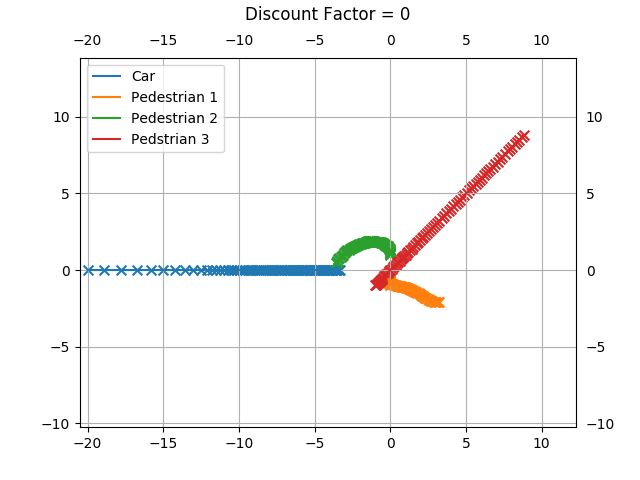 Discount Factor = 0
−20 −15 −10 −5 0 5 10
Car
Pedestrian 1
Pedestrian 2
Pedstrian 3
10 10
5 5
0 0
−5 −5
−10 −10
−20 −15 −10 −5 0 5 10